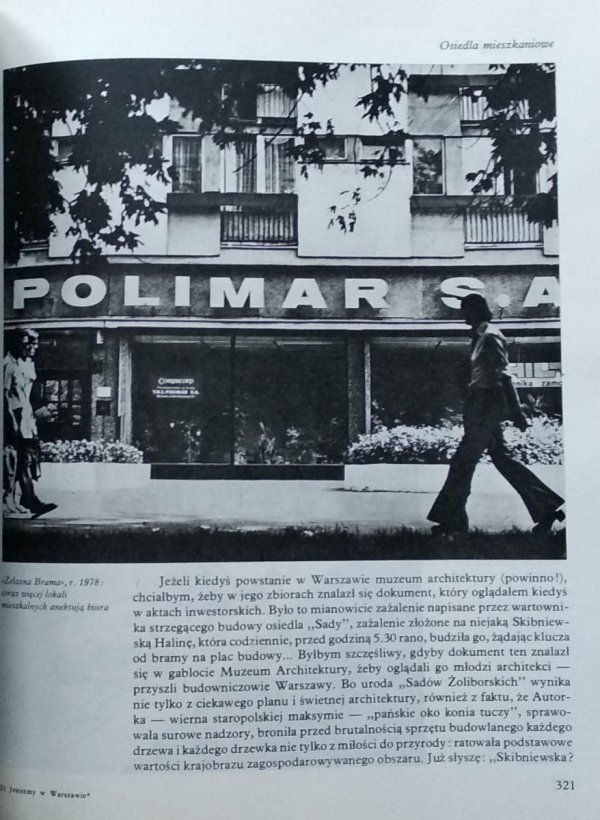 Osiedla mieszkaniowe
POLIMAR S.A
Compucorp
T.H.Z. POLIMAR S.A.
nika zamo
»Żelazna Brama«, r. 1978:
coraz więcej lokali
mieszkalnych anektują biura
Jeżeli kiedyś powstanie w Warszawie muzeum architektury (powinno!),
chciałbym, żeby w jego zbiorach znalazł się dokument, który oglądałem kiedyś
w aktach inwestorskich. Było to mianowicie zażalenie napisane przez wartowni-
ka strzegącego budowy osiedla „Sady”, zażalenie złożone na niejaką Skibniew-
ską Halinę, która codziennie, przed godziną 5.30 rano, budziła go, żądając klucza
od bramy na plac budowy... Byłbym szczęśliwy, gdyby dokument ten znalazł
się w gablocie Muzeum Architektury, żeby oglądali go młodzi architekci —
przyszli budowniczowie Warszawy. Bo uroda „Sadów Żoliborskich” wynika
nie tylko z ciekawego planu i świetnej architektury, również z faktu, że Autor-
ka — wierna staropolskiej maksymie — „pańskie oko konia tuczy”, sprawo-
wała surowe nadzory, broniła przed brutalnością sprzętu budowlanego każdego
drzewa i każdego drzewka nie tylko z miłości do przyrody: ratowała podstawowe
wartości krajobrazu zagospodarowywanego obszaru. Już słyszę: „Skibniewska?
21 Jesteśmy w Warszawie*
321